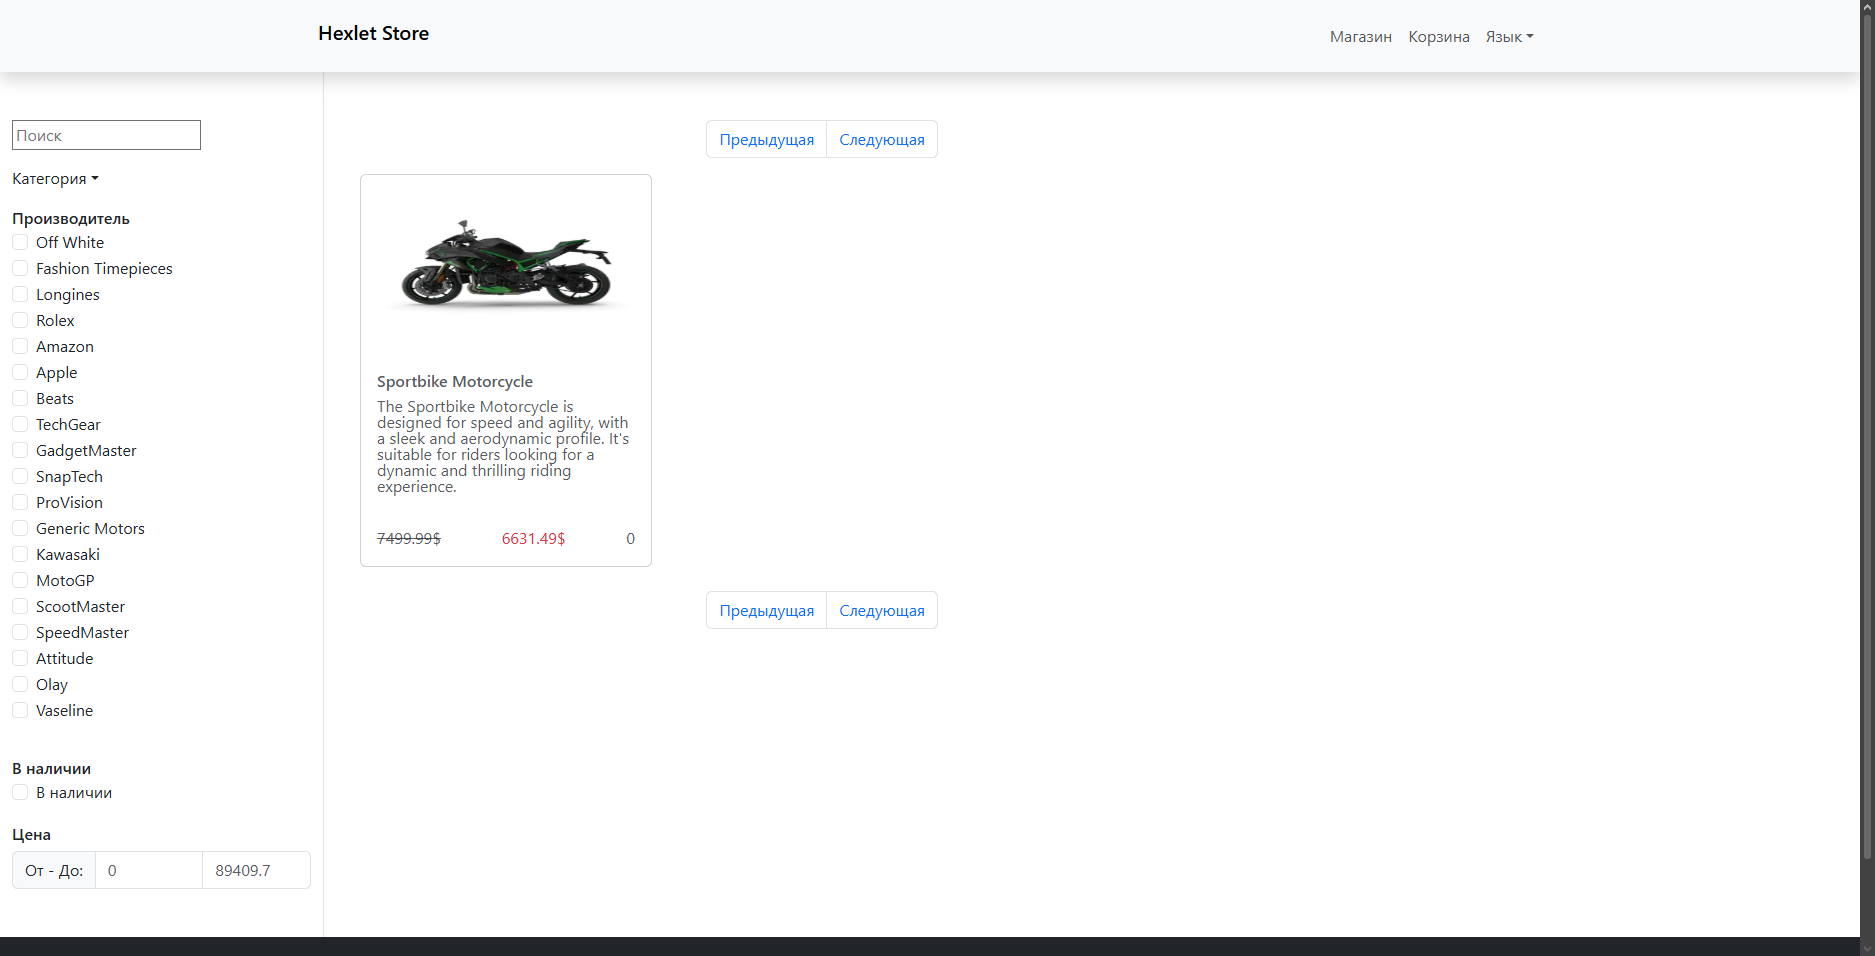 Hexlet Store
Магазин
Корзина
Язык
Поиск
Категория
Производитель
Off White
Fashion Timepieces
Longines
Rolex
Amazon
Apple
Beats
TechGear
GadgetMaster
SnapTech
ProVision
Generic Motors
Kawasaki
MotoGP
ScootMaster
SpeedMaster
Attitude
Olay
Vaseline
В наличии
В наличии
Цена
От - До:
0
89409.7
Предыдущая
Следующая
Sportbike Motorcycle
The Sportbike Motorcycle is
designed for speed and agility, with
a sleek and aerodynamic profile. It's
suitable for riders looking for a
dynamic and thrilling riding
experience.
7499.99$
6631.49$
0
Предыдущая
Следующая